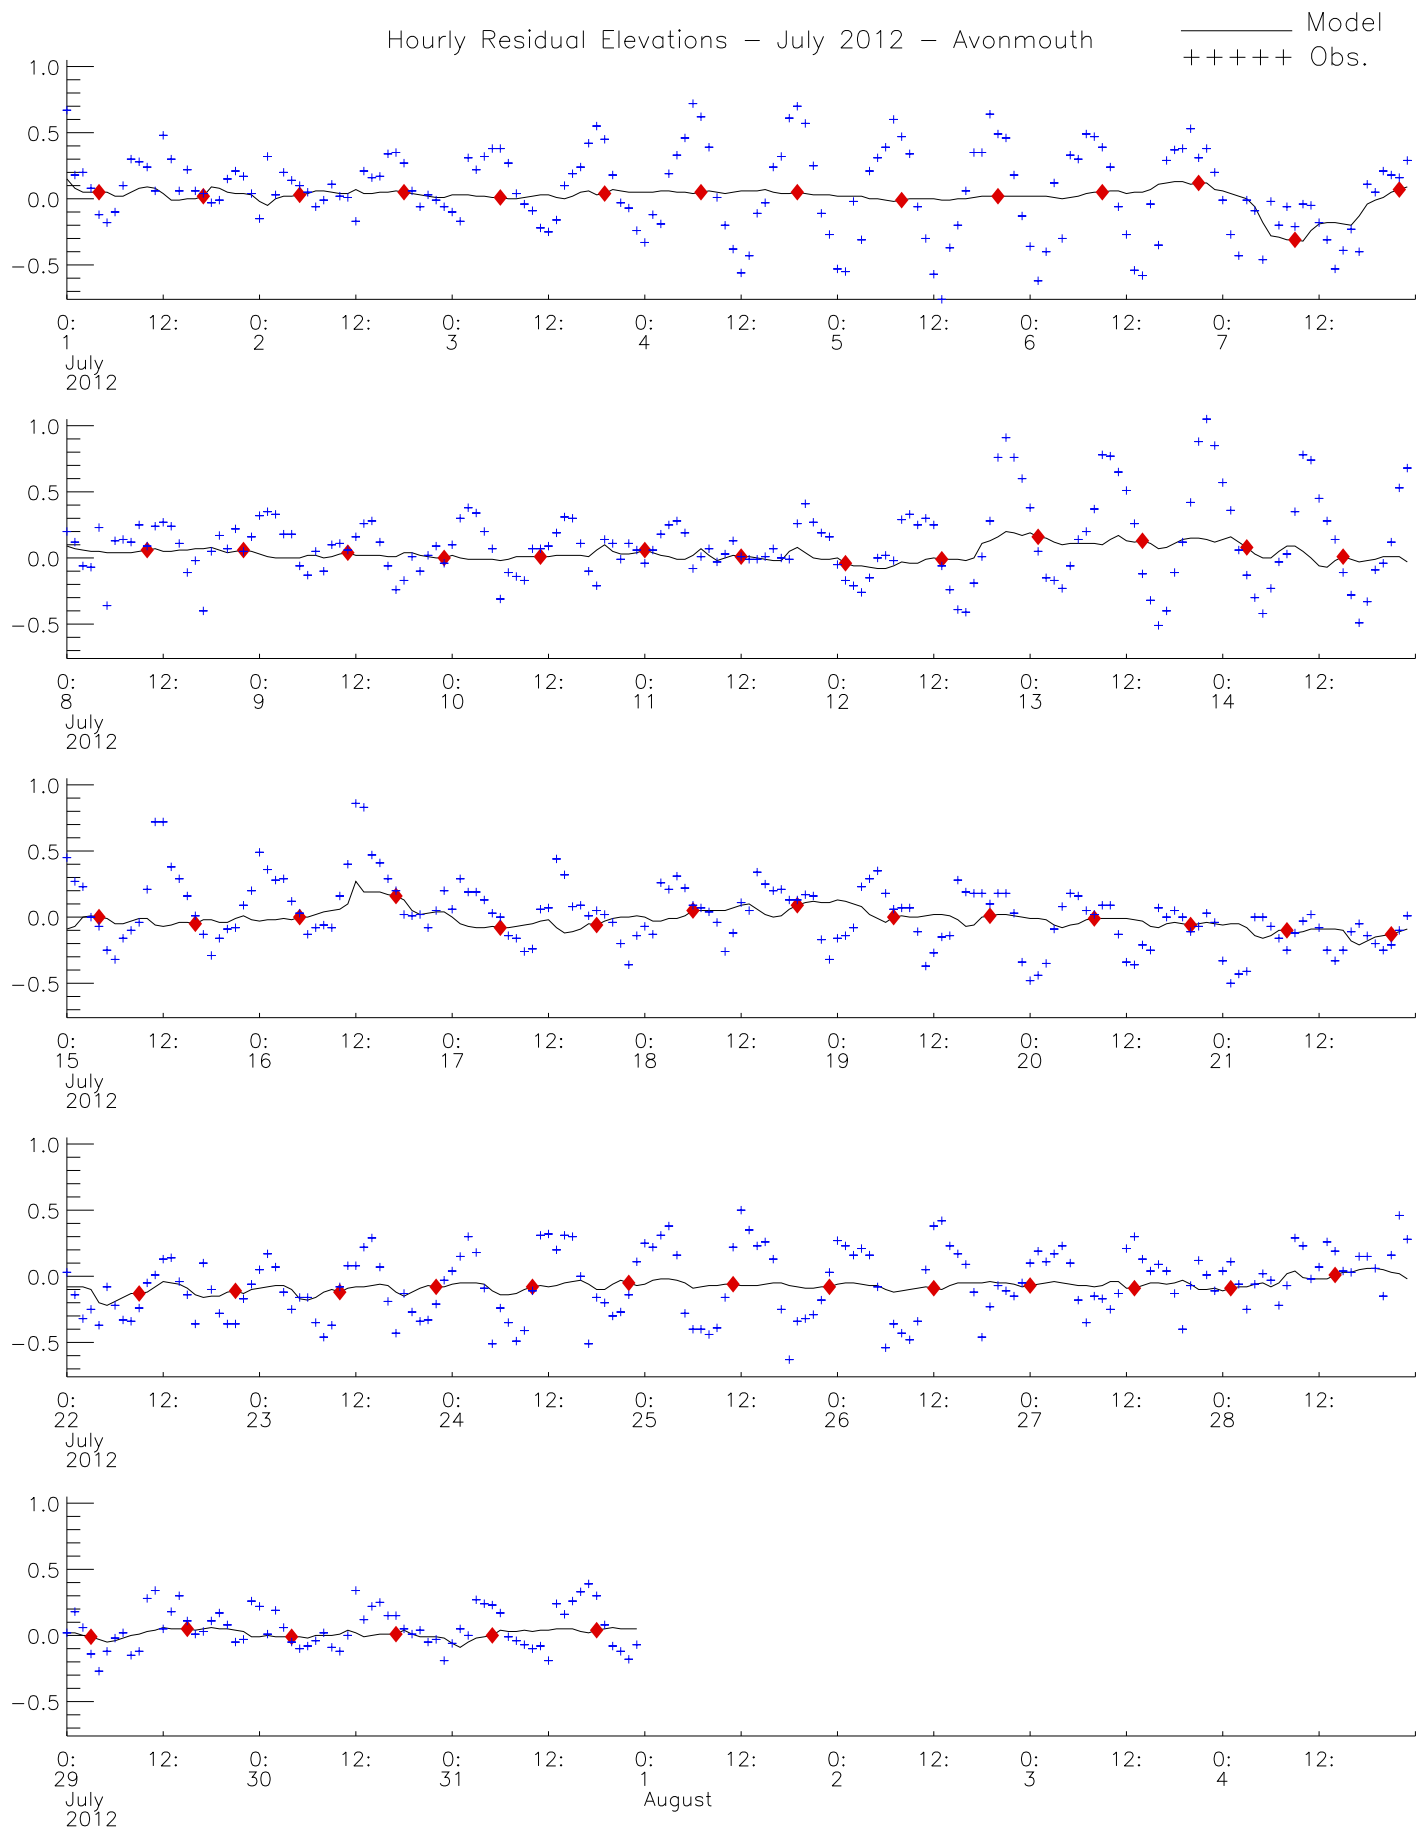 Hourly Residual Elevations – July 2012 – Avonmouth
Model
+++++ Obs.
1.0
0.5
0.0
−0.5
0: 12: 0: 12: 0: 12: 0: 12: 0: 12: 0: 12: 0: 12:
1 2 3 4 5 6 7
July
2012
1.0
0.5
0.0
−0.5
0: 12: 0: 12: 0: 12: 0: 12: 0: 12: 0: 12: 0: 12:
8 9 10 11 12 13 14
July
2012
1.0
0.5
0.0
−0.5
0: 12: 0: 12: 0: 12: 0: 12: 0: 12: 0: 12: 0: 12:
15 16 17 18 19 20 21
July
2012
1.0
0.5
0.0
−0.5
0: 12: 0: 12: 0: 12: 0: 12: 0: 12: 0: 12: 0: 12:
22 23 24 25 26 27 28
July
2012
1.0
0.5
0.0
−0.5
0: 12: 0: 12: 0: 12: 0: 12: 0: 12: 0: 12: 0: 12:
29 30 31 1 2 3 4
July August
2012